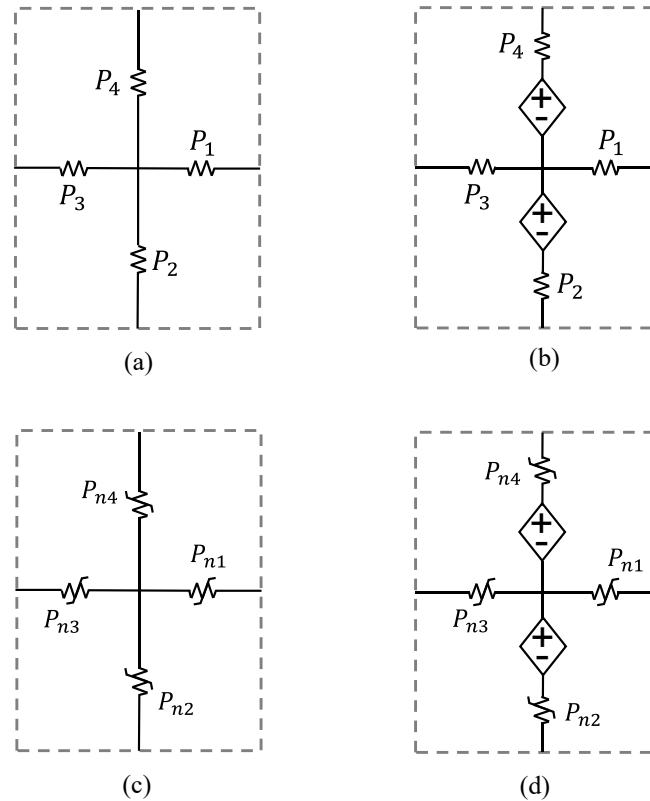 P₄
P₁
P₃
P₂
(a)
P₄
+
-
P₁
P₃
+
-
P₂
(b)
Pₙ₄
Pₙ₁
Pₙ₃
Pₙ₂
(c)
Pₙ₄
+
-
Pₙ₁
Pₙ₃
+
-
Pₙ₂
(d)